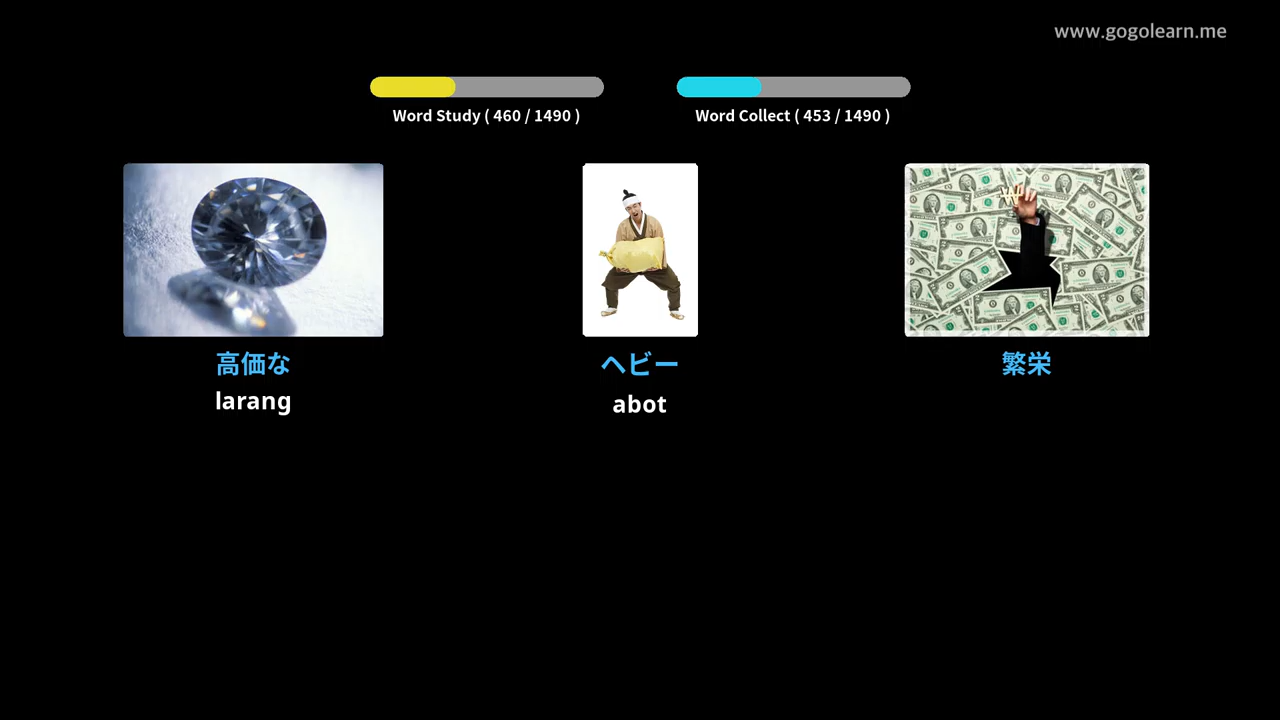 www.gogolearn.me
Word Study ( 460 / 1490 )
Word Collect ( 453 / 1490 )
高価な
larang
ヘビー
abot
繁栄